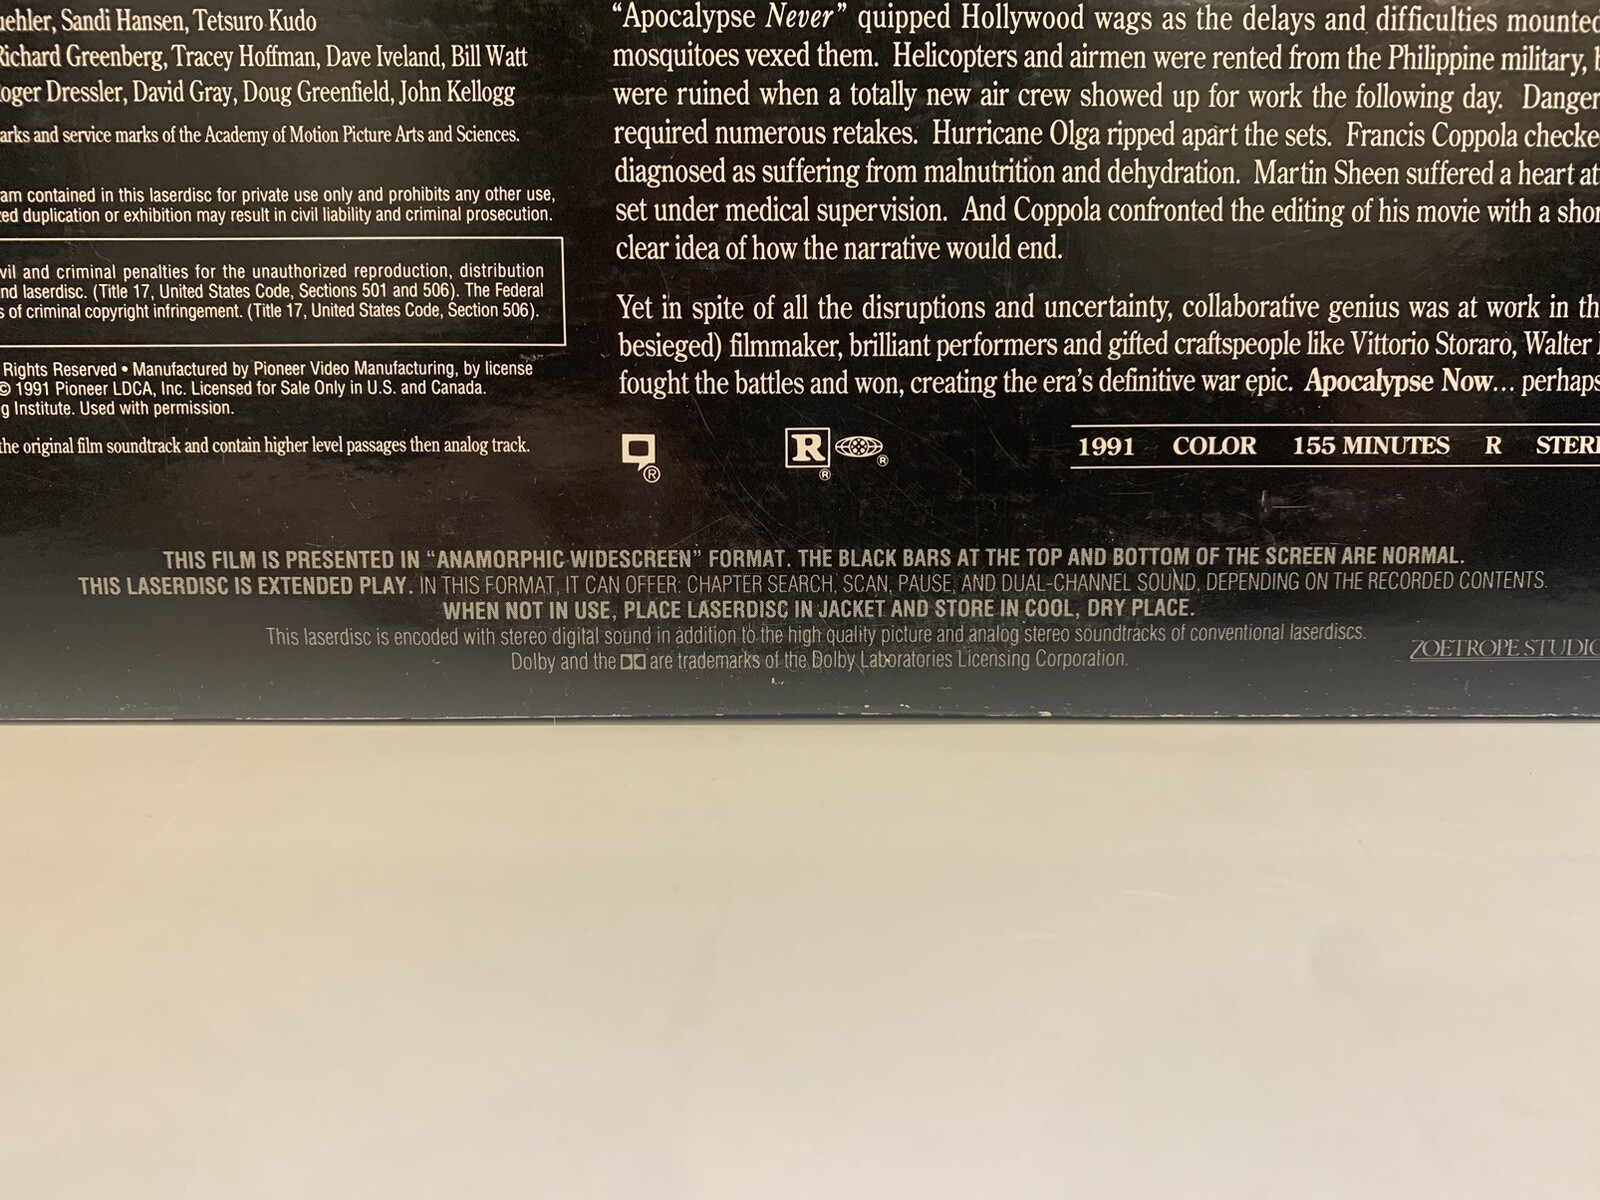 Sandi Hansen, Tetsuro Kudo
Richard Greenberg, Tracey Hoffman, Dave Iveland, Bill Watt
Dressler, David Gray, Doug Greenfield, John Kellogg
and service marks of the Academy of Motion Picture Arts and Sciences.
contained in this laserdisc for private use only and prohibits any other use,
duplication or exhibition may result in civil liability and criminal prosecution.
and criminal penalties for the unauthorized reproduction, distribution
laserdisc. (Title 17, United States Code, Sections 501 and 506). The Federal
of criminal copyright infringement. (Title 17, United States Code, Section 506).
Rights Reserved • Manufactured by Pioneer Video Manufacturing, by license
© 1991 Pioneer LDCA, Inc. Licensed for Sale Only in U.S. and Canada.
Institute. Used with permission.
the original film soundtrack and contain higher level passages then analog track.
“Apocalypse Never” quipped Hollywood wags as the delays and difficulties mounted
mosquitoes vexed them. Helicopters and airmen were rented from the Philippine military,
were ruined when a totally new air crew showed up for work the following day. Danger
required numerous retakes. Hurricane Olga ripped apart the sets. Francis Coppola checke
diagnosed as suffering from malnutrition and dehydration. Martin Sheen suffered a heart at
set under medical supervision. And Coppola confronted the editing of his movie with a shor
clear idea of how the narrative would end.
Yet in spite of all the disruptions and uncertainty, collaborative genius was at work in th
besieged) filmmaker, brilliant performers and gifted craftspeople like Vittorio Storaro, Walter
fought the battles and won, creating the era’s definitive war epic. Apocalypse Now... perhaps
® R ® ®
1991 COLOR 155 MINUTES R STERE
THIS FILM IS PRESENTED IN “ANAMORPHIC WIDESCREEN” FORMAT. THE BLACK BARS AT THE TOP AND BOTTOM OF THE SCREEN ARE NORMAL.
THIS LASERDISC IS EXTENDED PLAY. IN THIS FORMAT, IT CAN OFFER: CHAPTER SEARCH, SCAN, PAUSE, AND DUAL-CHANNEL SOUND, DEPENDING ON THE RECORDED CONTENTS.
WHEN NOT IN USE, PLACE LASERDISC IN JACKET AND STORE IN COOL, DRY PLACE.
This laserdisc is encoded with stereo digital sound in addition to the high quality picture and analog stereo soundtracks of conventional laserdiscs.
Dolby and the are trademarks of the Dolby Laboratories Licensing Corporation.
ZOETROPE STUDIO